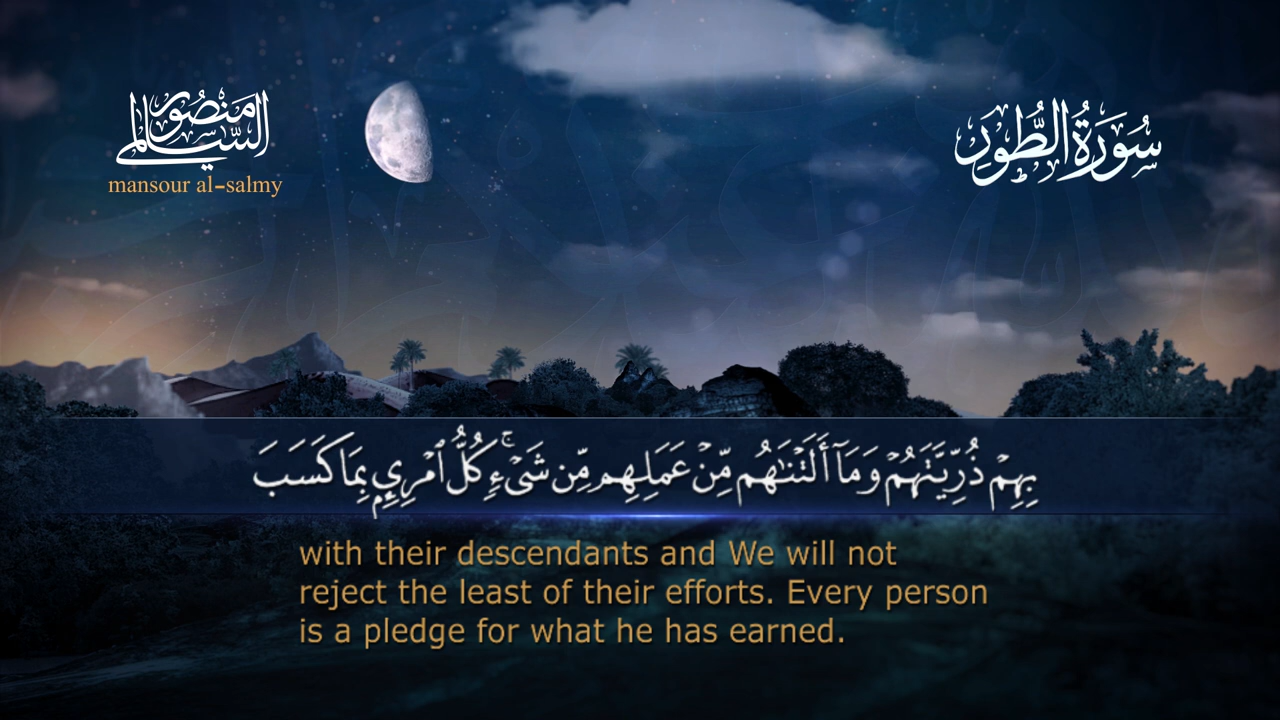 منصور
السالمي
mansour al-salmy
سُورَةُ الطُّورِ
بِهِمْ ذُرِّيَّتَهُمْ وَمَآ أَلَتْنَٰهُم مِّنْ عَمَلِهِم مِّن شَىْءٍۚ كُلُّ ٱمْرِئٍۭ بِمَا كَسَبَ
with their descendants and We will not
reject the least of their efforts. Every person
is a pledge for what he has earned.